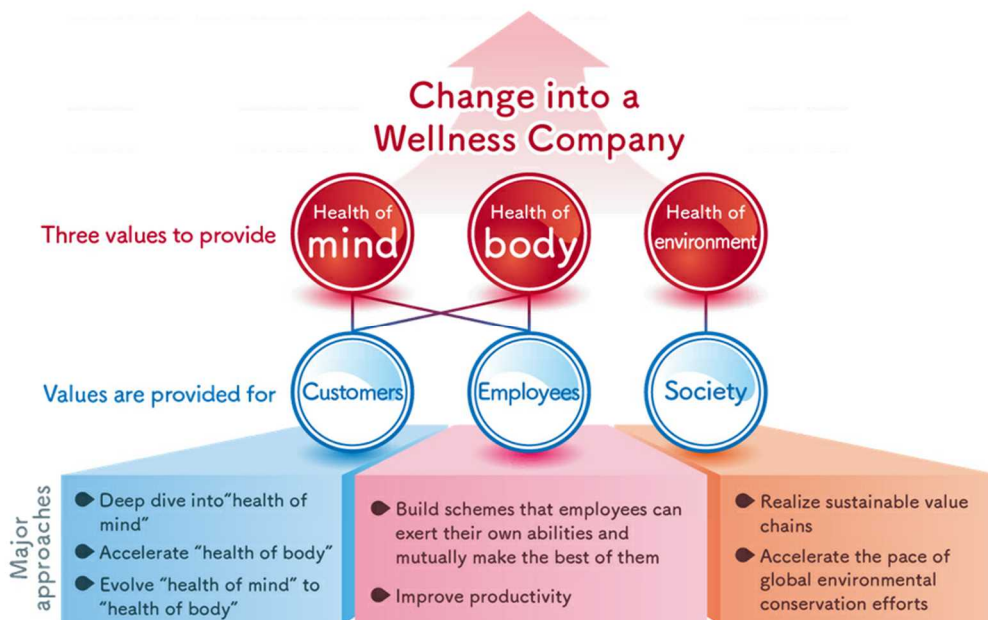 Change into a
Wellness Company
Three values to provide
Health of
mind
Health of
body
Health of
environment
Values are provided for
Customers
Employees
Society
Major
approaches
Deep dive into“health of
mind”
Accelerate “health of body”
Evolve “health of mind” to
“health of body”
Build schemes that employees can
exert their own abilities and
mutually make the best of them
Improve productivity
Realize sustainable value
chains
Accelerate the pace of
global environmental
conservation efforts